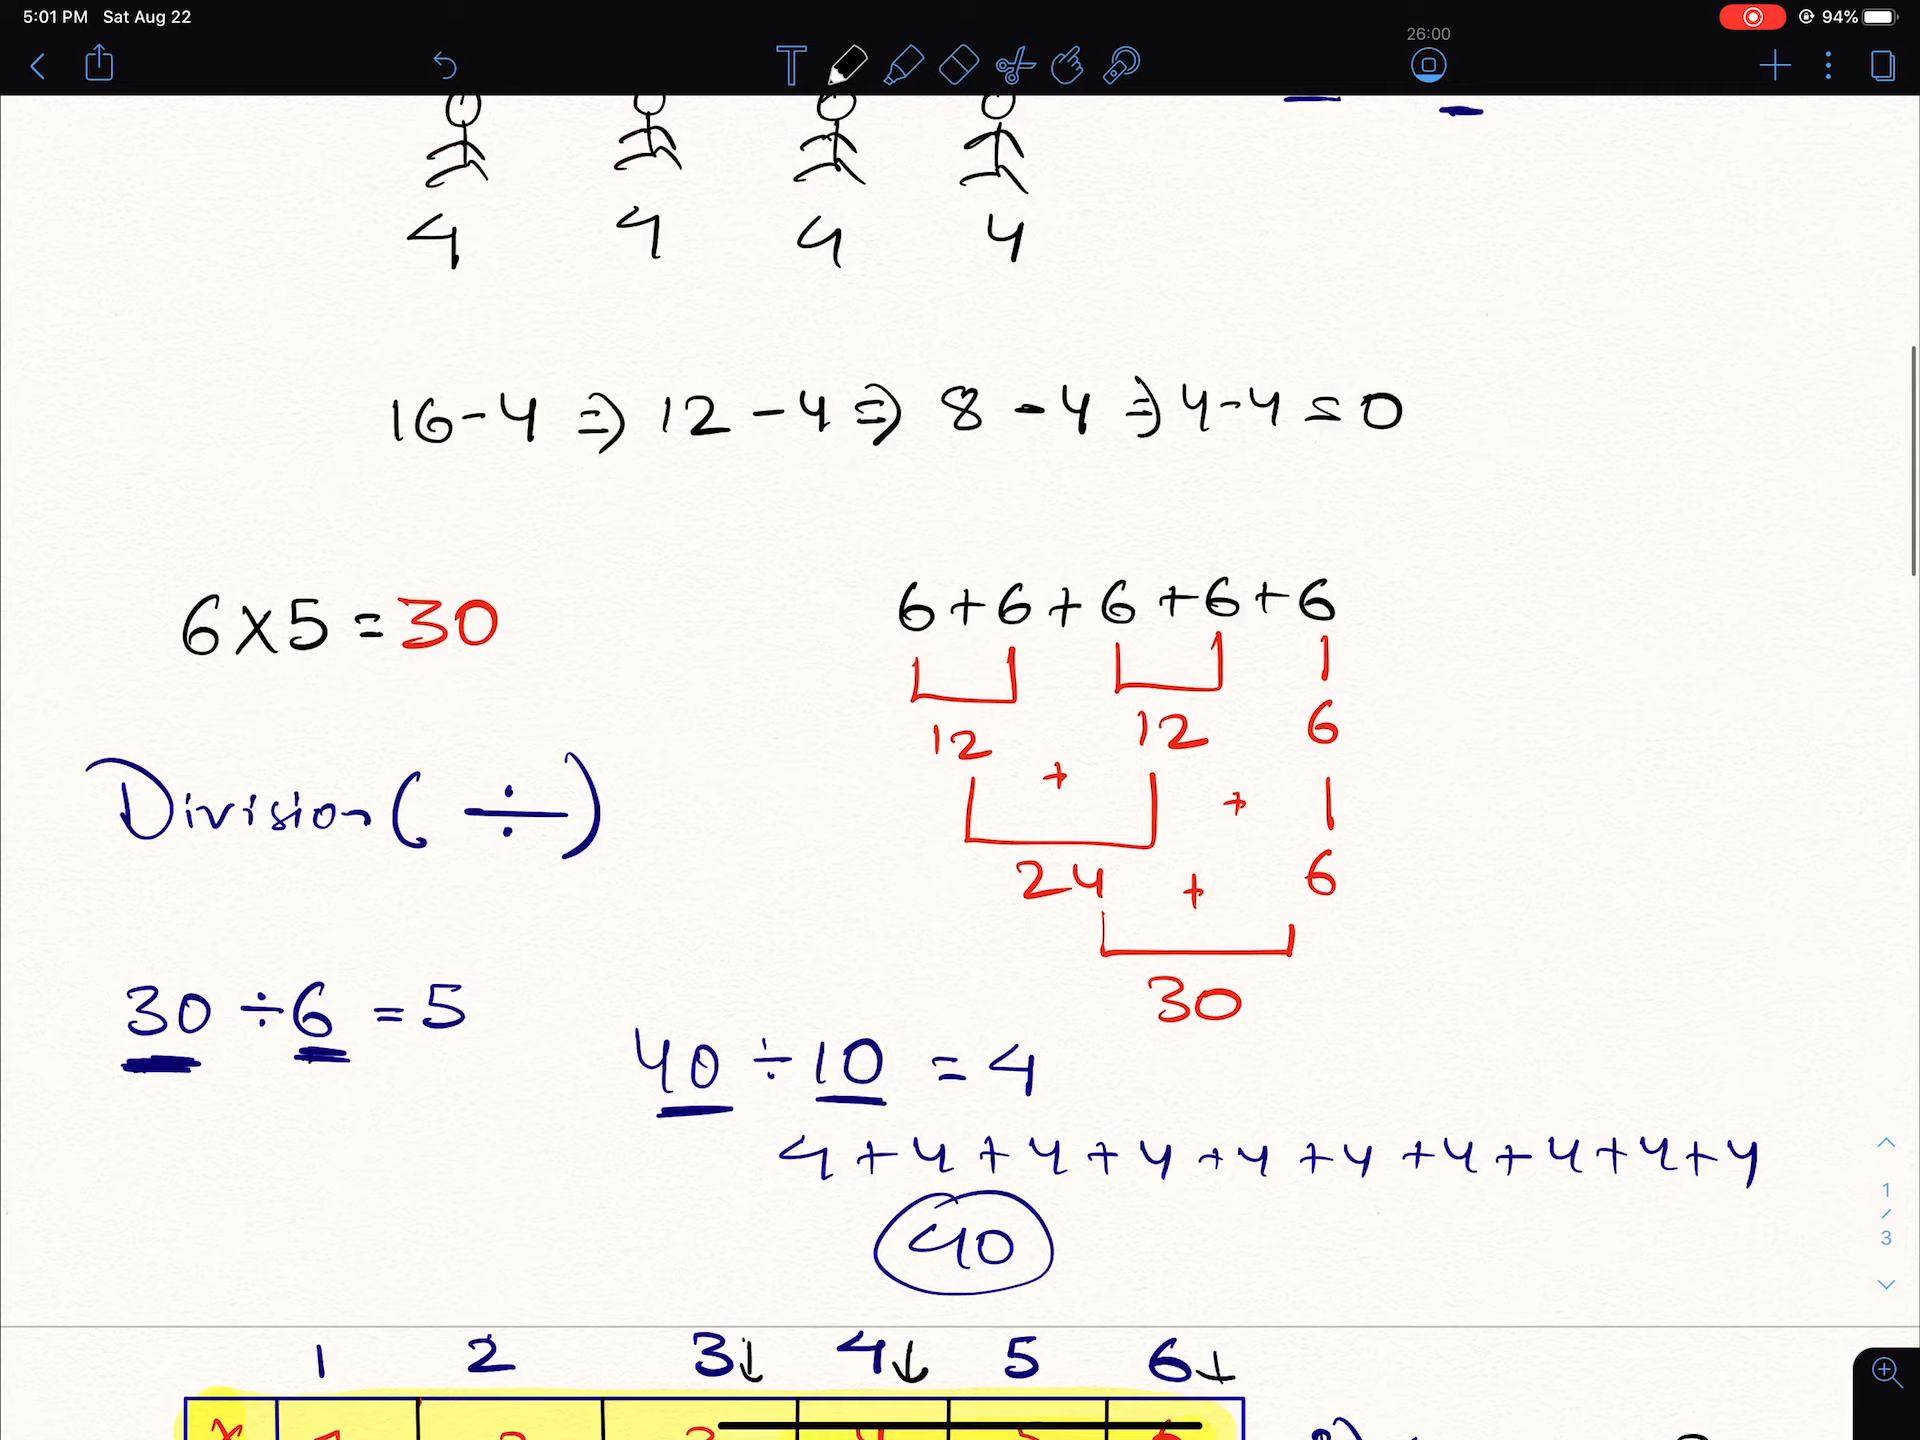 5:01 PM Sat Aug 22
94%
26:00
4 4 4 4
16-4 ⇒ 12-4 ⇒ 8-4 ⇒ 4-4 = 0
6×5=30
6+6+6+6+6
12 12 6
+ +
24 + 6
30
Division (÷)
30÷6=5
40÷10=4
4+4+4+4+4+4+4+4+4+4
40
1
/
3
1 2 3↓ 4↓ 5 6↓